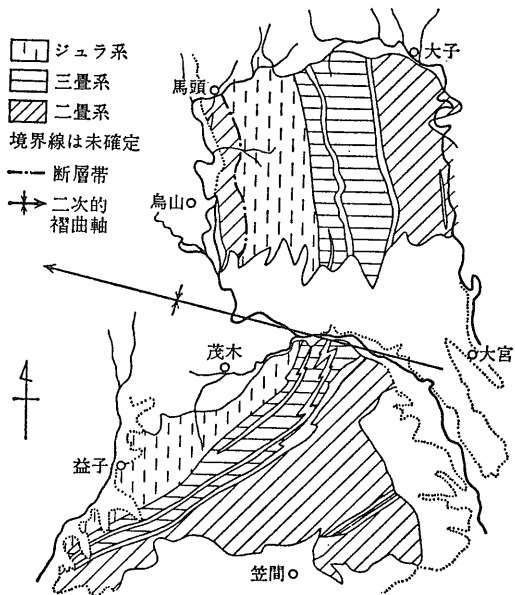 ジュラ系
三畳系
二畳系
境界線は未確定
断層帯
二次的
褶曲軸
大子
馬頭
烏山
大宮
茂木
益子
笠間